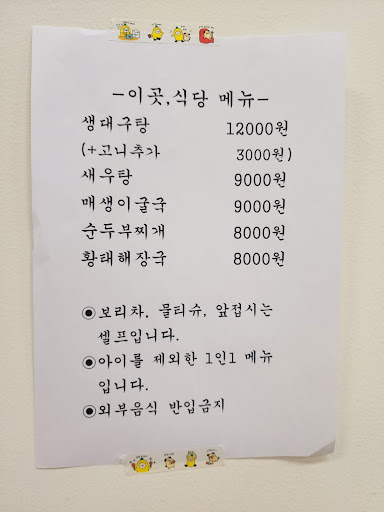 -이곳,식당 메뉴-
생대구탕 12000원
(+고니추가 3000원)
새우탕 9000원
매생이굴국 9000원
순두부찌개 8000원
황태해장국 8000원
◉보리차, 물티슈, 앞접시는
셀프입니다.
◉아이를 제외한 1인1 메뉴
입니다.
◉외부음식 반입금지